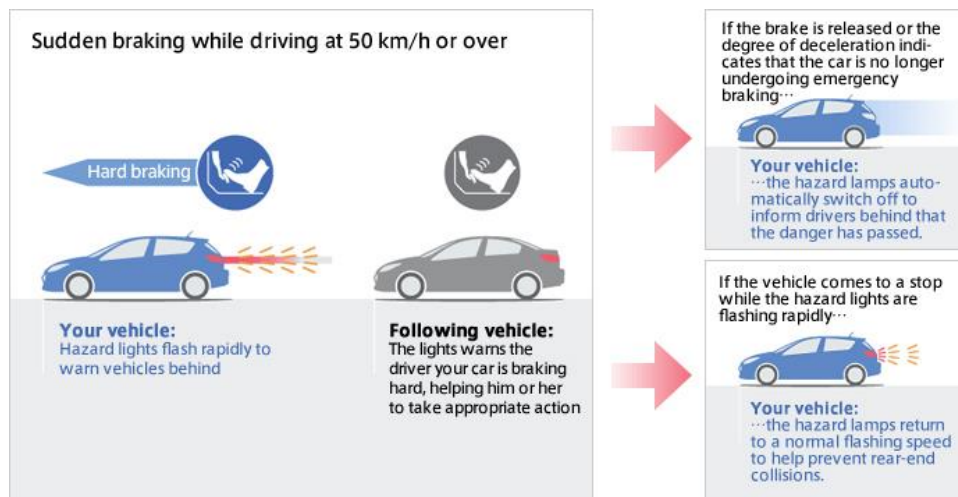 Sudden braking while driving at 50 km/h or over
Hard braking
Your vehicle:
Hazard lights flash rapidly to
warn vehicles behind
Following vehicle:
The lights warns the
driver your car is braking
hard, helping him or her
to take appropriate action
If the brake is released or the
degree of deceleration indi-
cates that the car is no longer
undergoing emergency
braking···
Your vehicle:
···the hazard lamps auto-
matically switch off to
inform drivers behind that
the danger has passed.
If the vehicle comes to a stop
while the hazard lights are
flashing rapidly···
Your vehicle:
···the hazard lamps return
to a normal flashing speed
to help prevent rear-end
collisions.